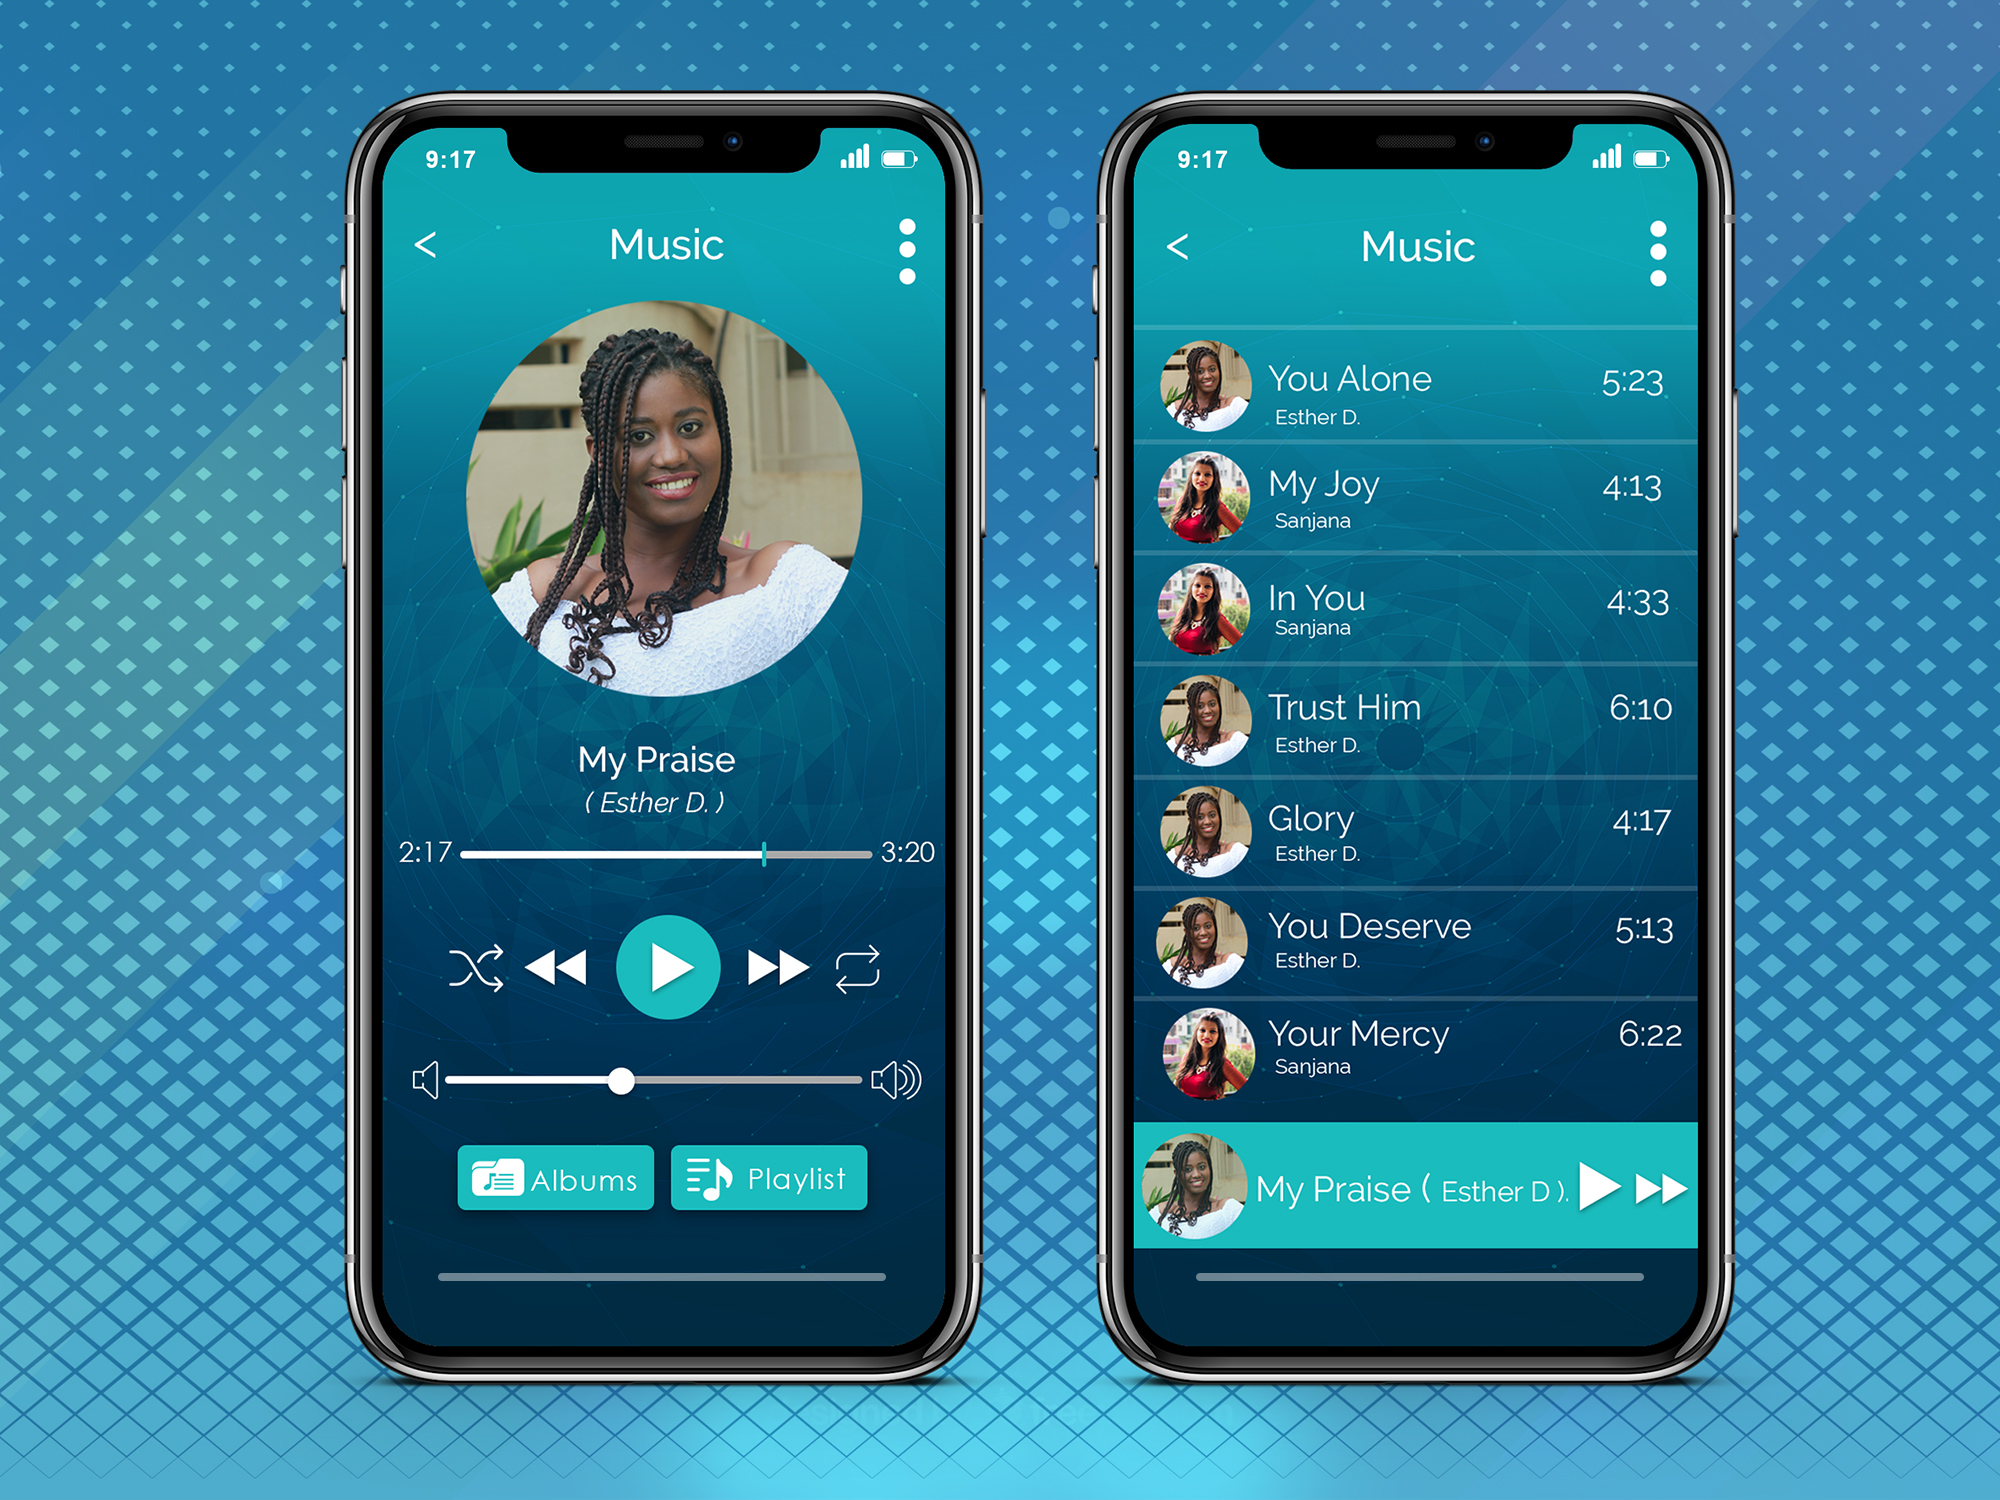 9:17
< Music
My Praise
( Esther D. )
2:17 3:20
Albums Playlist
9:17
< Music
You Alone 5:23
Esther D.
My Joy 4:13
Sanjana
In You 4:33
Sanjana
Trust Him 6:10
Esther D.
Glory 4:17
Esther D.
You Deserve 5:13
Esther D.
Your Mercy 6:22
Sanjana
My Praise ( Esther D ).